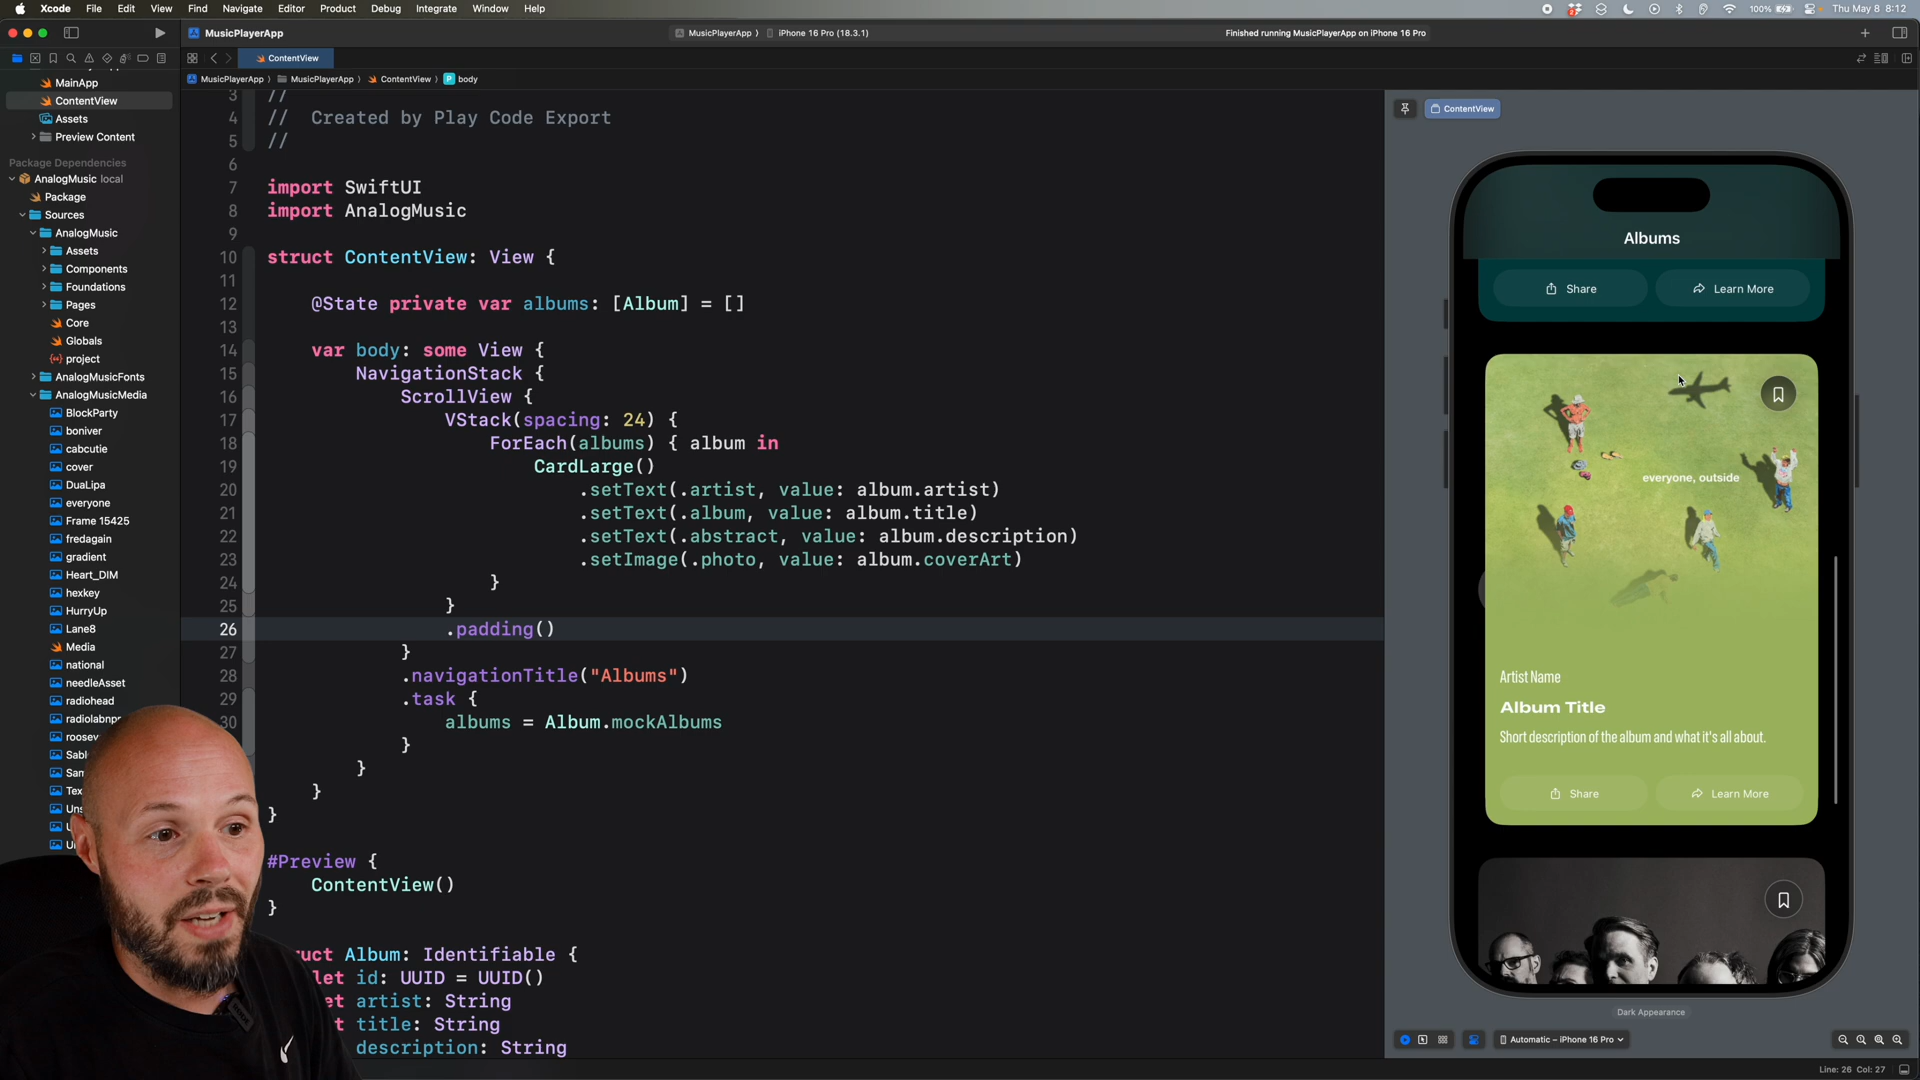 Xcode File Edit View Find Navigate Editor Product Debug Integrate Window Help
100% Thu May 8 8:12
MusicPlayerApp
MusicPlayerApp iPhone 16 Pro (18.3.1)
Finished running MusicPlayerApp on iPhone 16 Pro
ContentView
MusicPlayerApp MusicPlayerApp ContentView body
MainApp
ContentView
Assets
Preview Content
Package Dependencies
AnalogMusic local
Package
Sources
AnalogMusic
Assets
Components
Foundations
Pages
Core
Globals
project
AnalogMusicFonts
AnalogMusicMedia
BlockParty
boniver
cabcutie
cover
DuaLipa
everyone
Frame 15425
fredagain
gradient
Heart_DIM
hexkey
HurryUp
Lane8
Media
national
needleAsset
radiohead
3 //
4 // Created by Play Code Export
5 //
6
7 import SwiftUI
8 import AnalogMusic
9
10 struct ContentView: View {
11
12 @State private var albums: [Album] = []
13
14 var body: some View {
15 NavigationStack {
16 ScrollView {
17 VStack(spacing: 24) {
18 ForEach(albums) { album in
19 CardLarge()
20 .setText(.artist, value: album.artist)
21 .setText(.album, value: album.title)
22 .setText(.abstract, value: album.description)
23 .setImage(.photo, value: album.coverArt)
24 }
25 }
26 .padding()
27 }
28 .navigationTitle("Albums")
29 .task {
30 albums = Album.mockAlbums
}
}
}
}
#Preview {
ContentView()
}
Album: Identifiable {
let id: UUID = UUID()
artist: String
title: String
description: String
ContentView
Albums
Share Learn More
everyone, outside
Artist Name
Album Title
Short description of the album and what it's all about.
Share Learn More
Dark Appearance
Automatic – iPhone 16 Pro
Line: 26 Col: 27